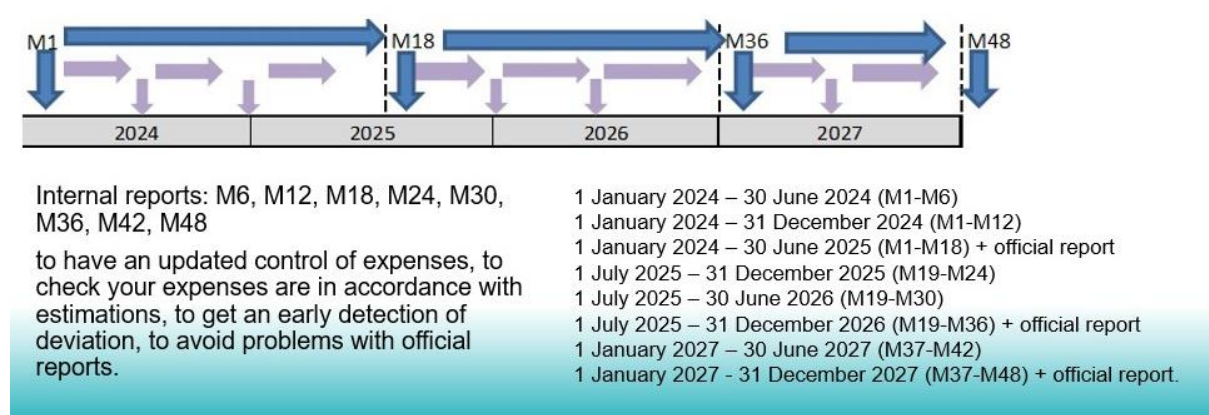 M1 M18 M36 M48
2024 2025 2026 2027
Internal reports: M6, M12, M18, M24, M30,
M36, M42, M48
to have an updated control of expenses, to
check your expenses are in accordance with
estimations, to get an early detection of
deviation, to avoid problems with official
reports.
1 January 2024 – 30 June 2024 (M1-M6)
1 January 2024 – 31 December 2024 (M1-M12)
1 January 2024 – 30 June 2025 (M1-M18) + official report
1 July 2025 – 31 December 2025 (M19-M24)
1 July 2025 – 30 June 2026 (M19-M30)
1 July 2025 – 31 December 2026 (M19-M36) + official report
1 January 2027 – 30 June 2027 (M37-M42)
1 January 2027 - 31 December 2027 (M37-M48) + official report.